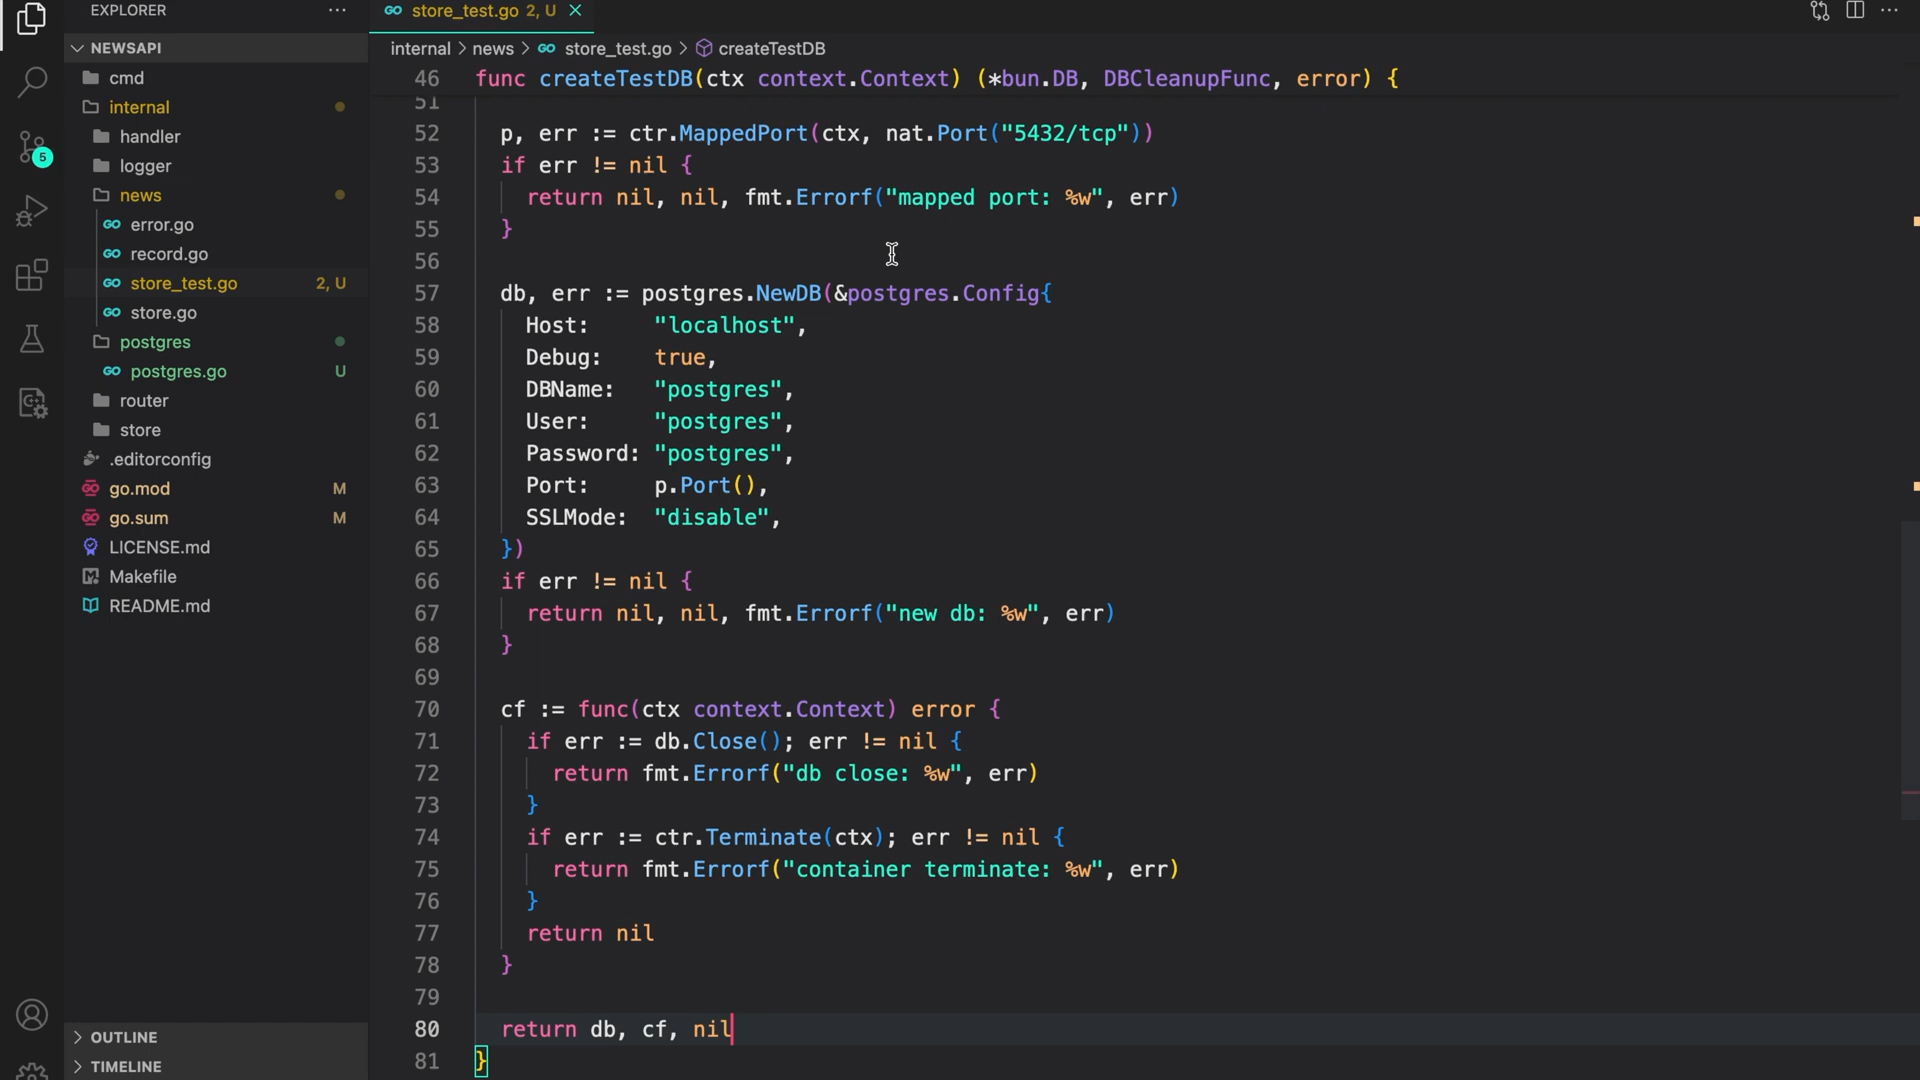 EXPLORER
NEWSAPI
cmd
internal
handler
logger
news
error.go
record.go
store_test.go 2, U
store.go
postgres
postgres.go U
router
store
.editorconfig
go.mod M
go.sum M
LICENSE.md
Makefile
README.md
OUTLINE
TIMELINE
5
store_test.go 2, U
internal > news > store_test.go > createTestDB
46 func createTestDB(ctx context.Context) (*bun.DB, DBCleanupFunc, error) {
51
52 p, err := ctr.MappedPort(ctx, nat.Port("5432/tcp"))
53 if err != nil {
54 return nil, nil, fmt.Errorf("mapped port: %w", err)
55 }
56
57 db, err := postgres.NewDB(&postgres.Config{
58 Host: "localhost",
59 Debug: true,
60 DBName: "postgres",
61 User: "postgres",
62 Password: "postgres",
63 Port: p.Port(),
64 SSLMode: "disable",
65 })
66 if err != nil {
67 return nil, nil, fmt.Errorf("new db: %w", err)
68 }
69
70 cf := func(ctx context.Context) error {
71 if err := db.Close(); err != nil {
72 return fmt.Errorf("db close: %w", err)
73 }
74 if err := ctr.Terminate(ctx); err != nil {
75 return fmt.Errorf("container terminate: %w", err)
76 }
77 return nil
78 }
79
80 return db, cf, nil
81 }